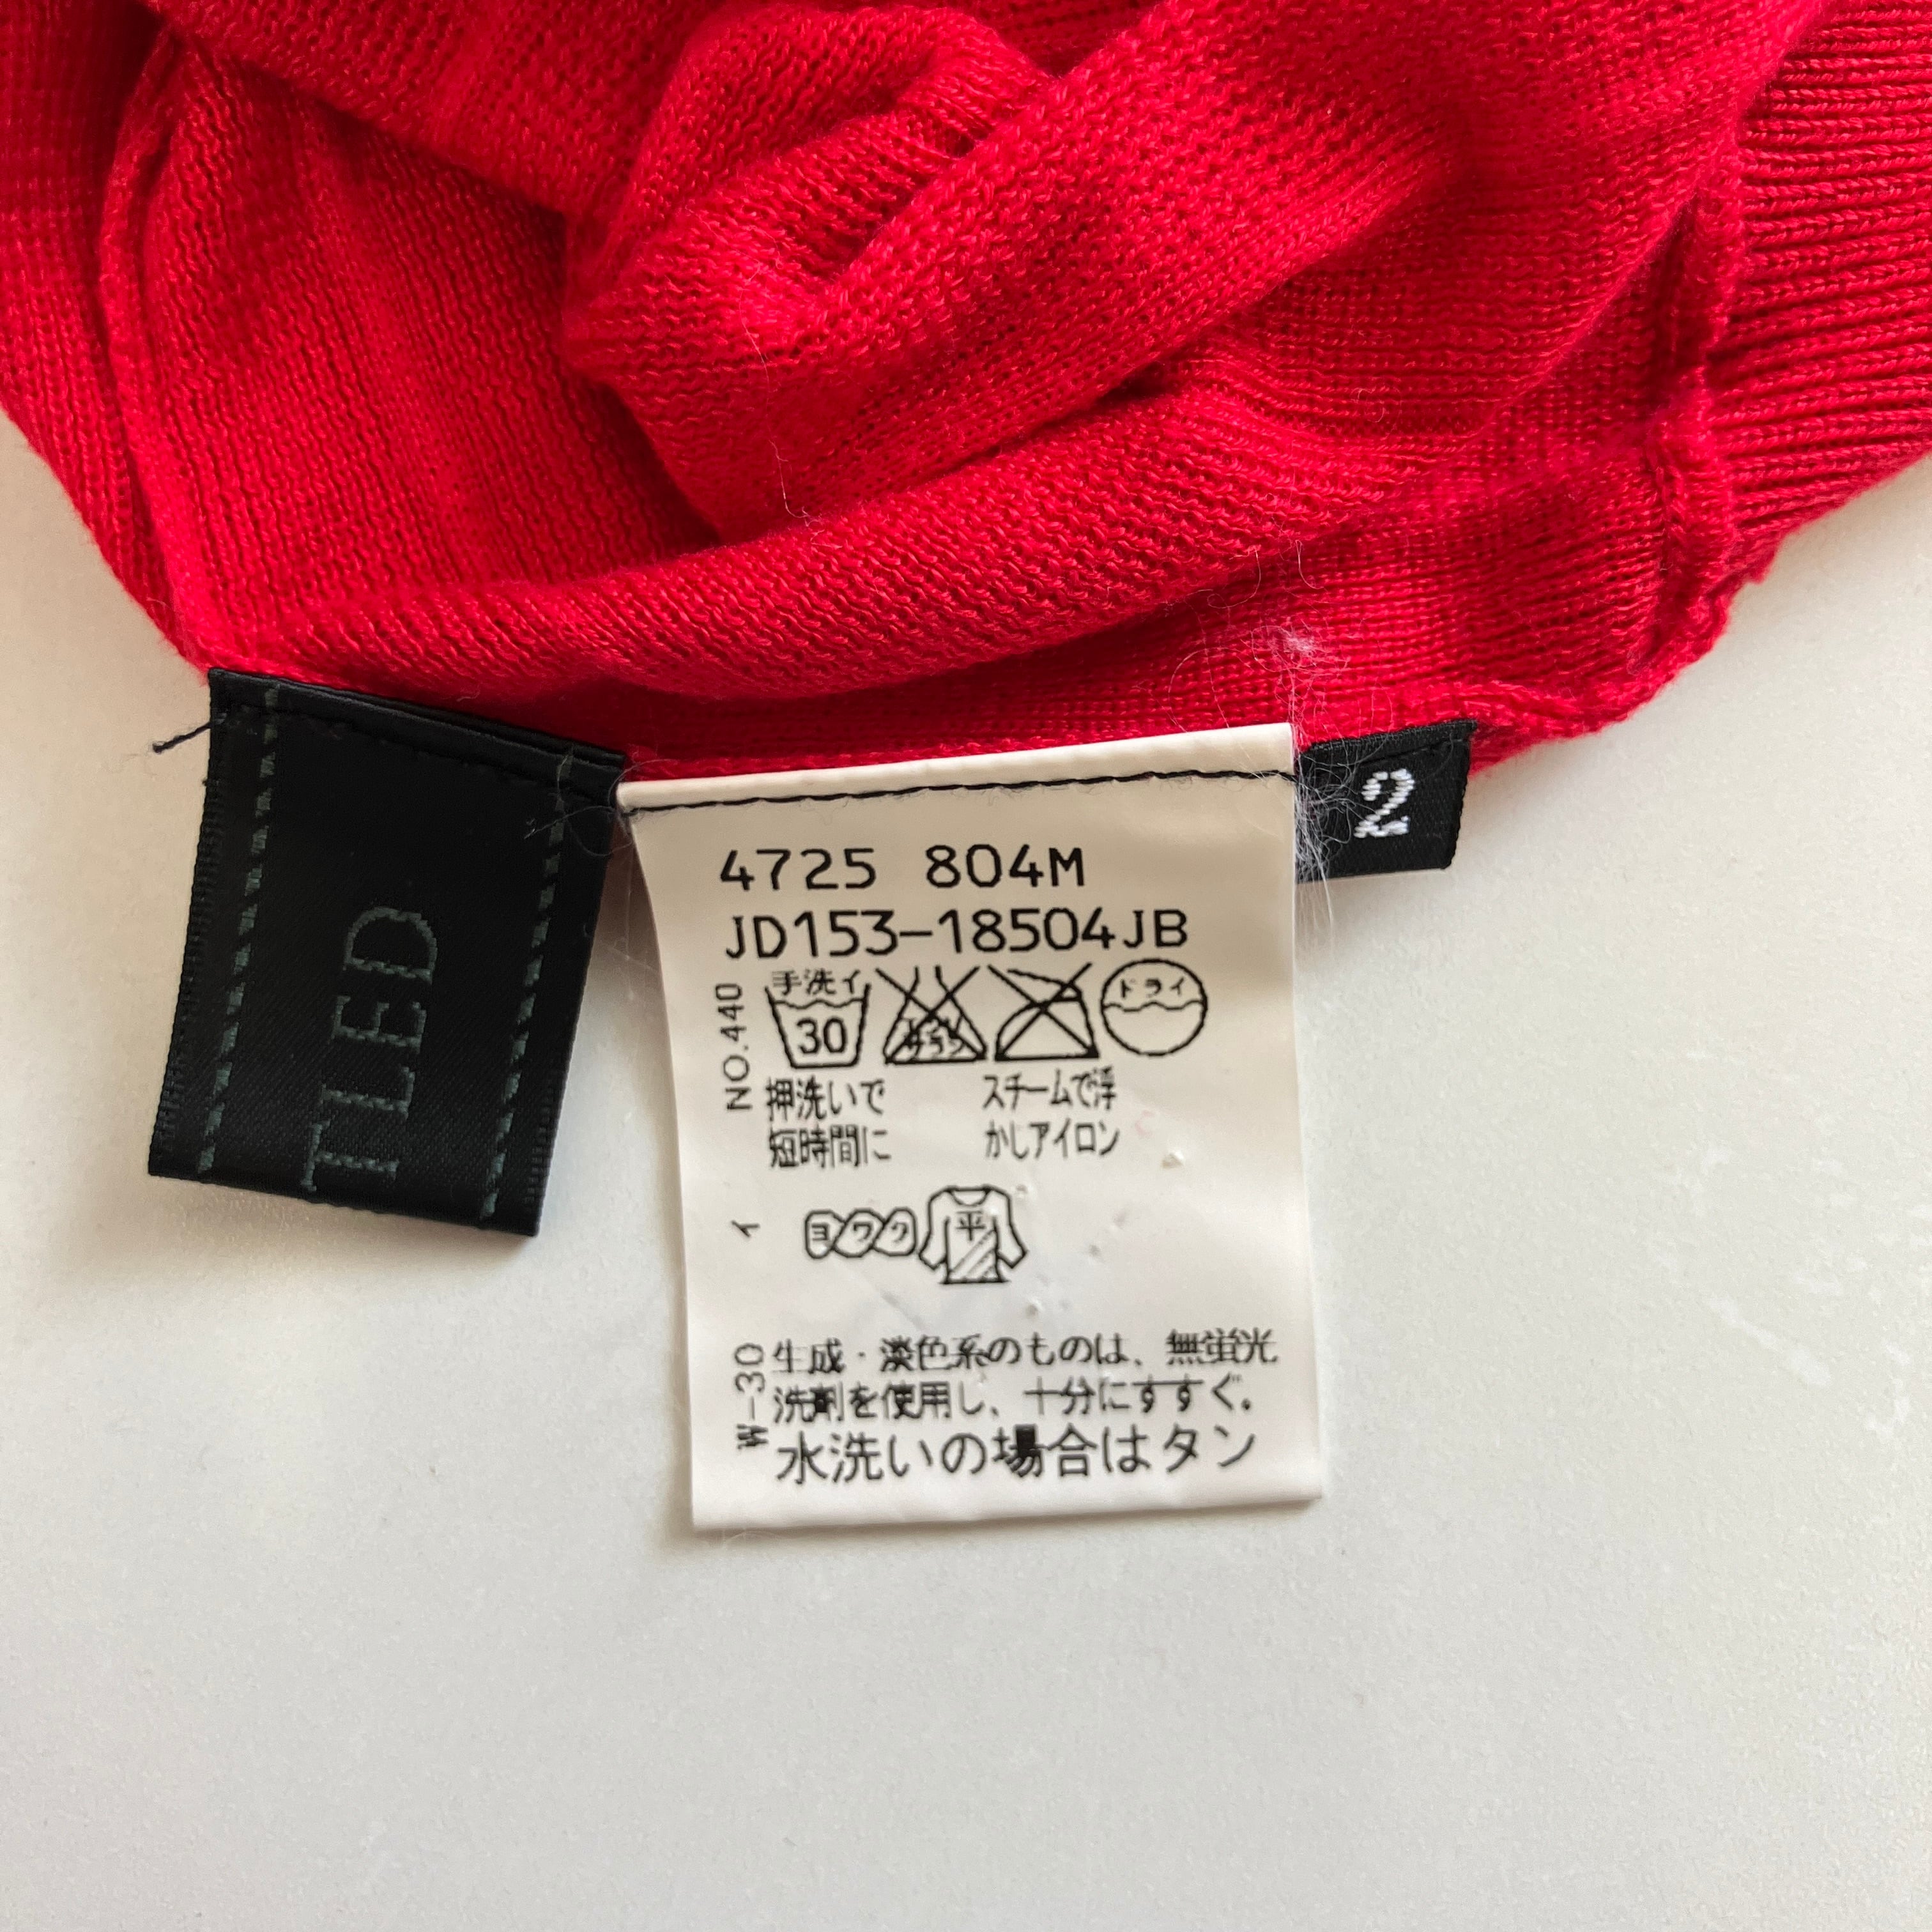 TLED
2
4725 804M
JD153-18504JB
手洗イ
30
ドライ
NO.440
押洗いで
短時間に
スチームで浮
かしアイロン
イ
ヨワク
平
W-30
生成・淡色系のものは、無蛍光
洗剤を使用し、十分にすすぐ。
水洗いの場合はタン